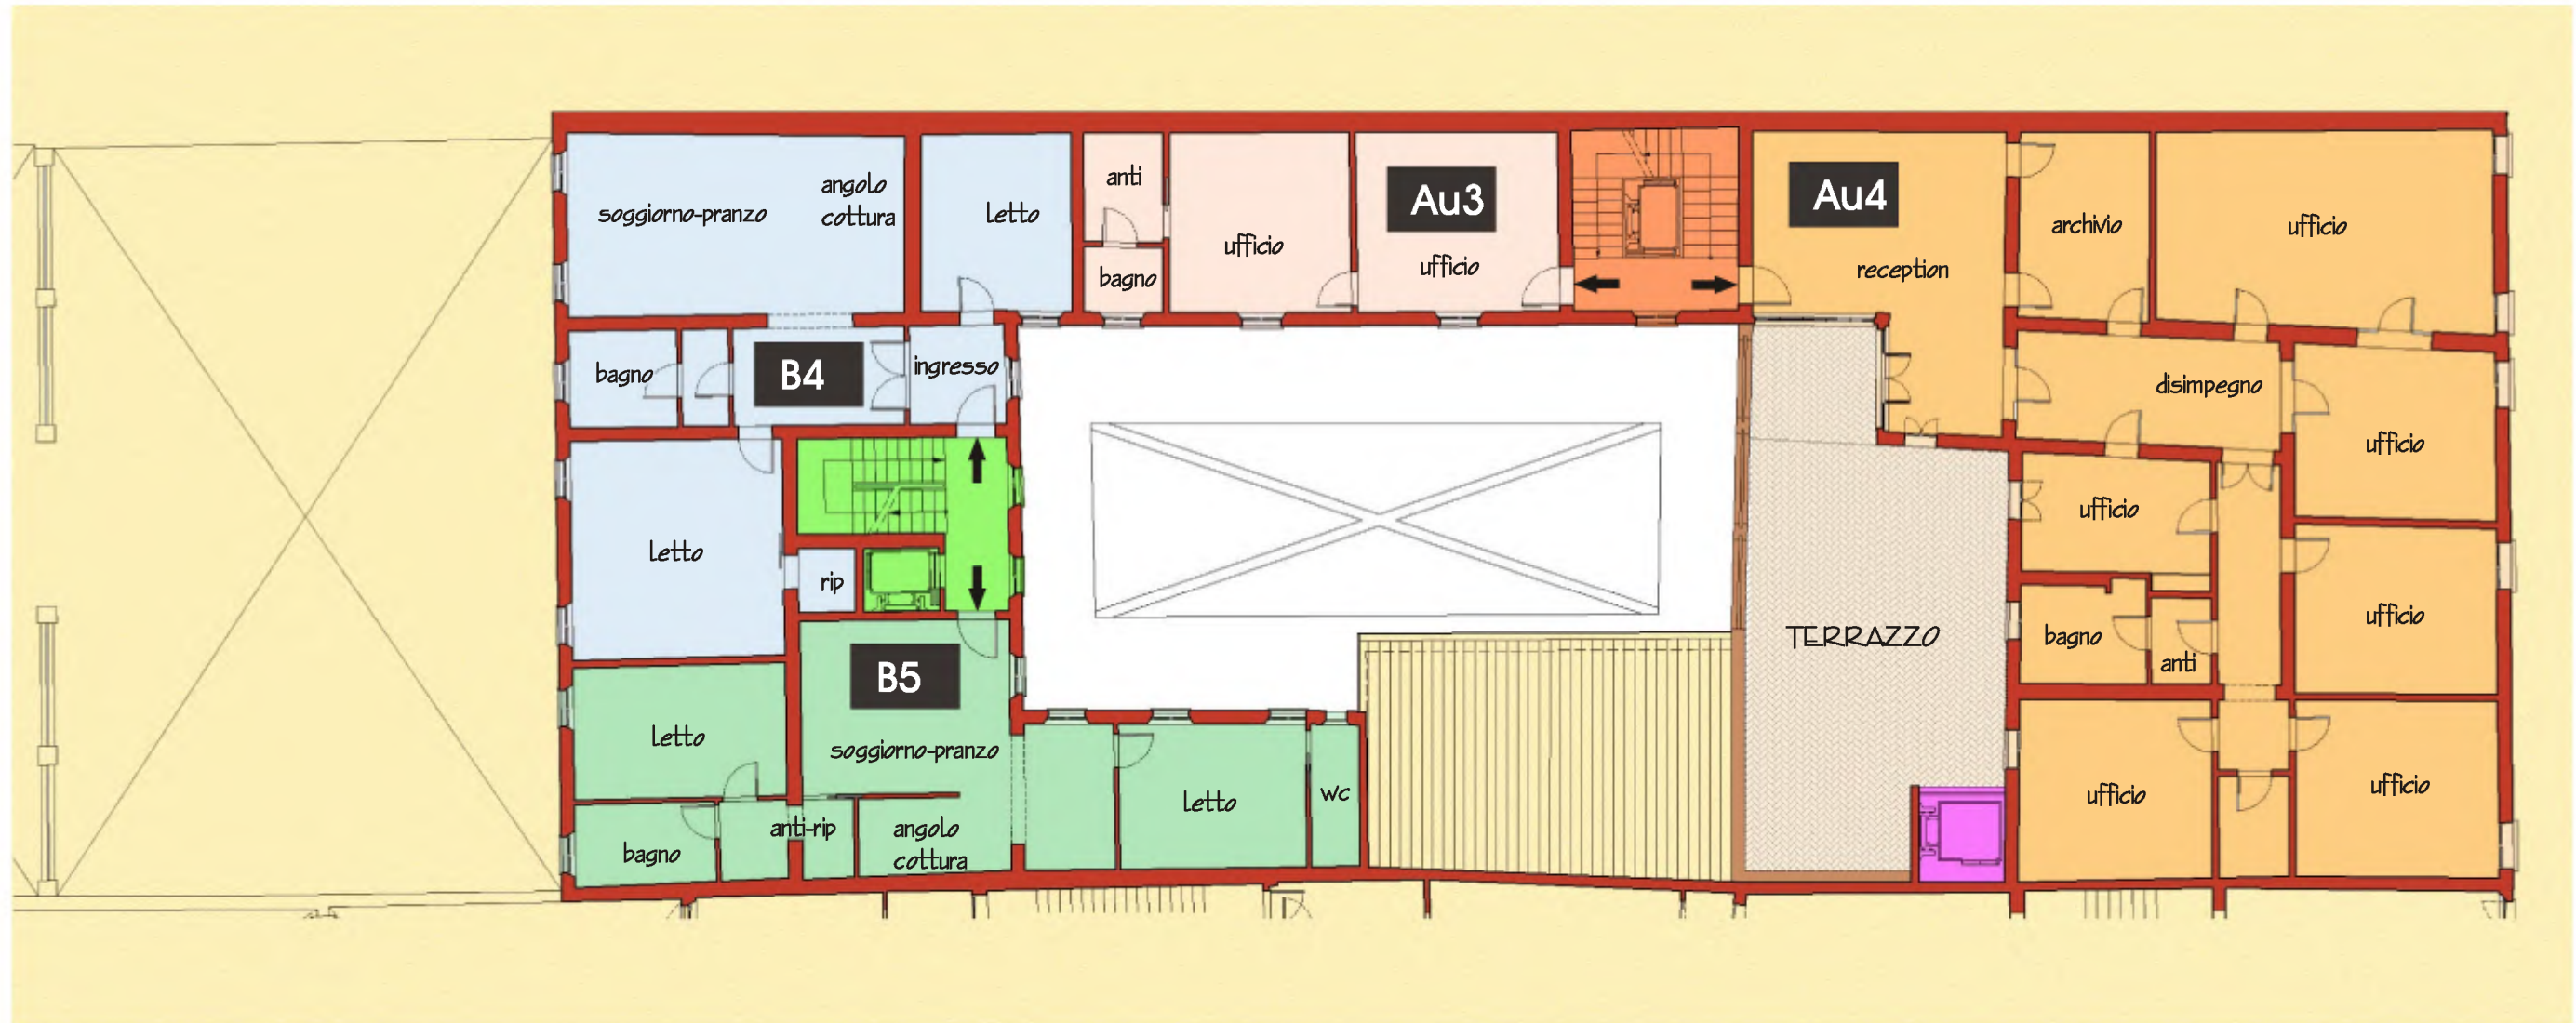 soggiorno-pranzo
angolo
cottura
letto
anti
bagno
ufficio
Au3
ufficio
Au4
reception
archivio
ufficio
bagno
B4
ingresso
disimpegno
ufficio
letto
rip
ufficio
ufficio
bagno
anti
TERRAZZO
B5
letto
soggiorno-pranzo
letto
wc
ufficio
ufficio
bagno
anti-rip
angolo
cottura